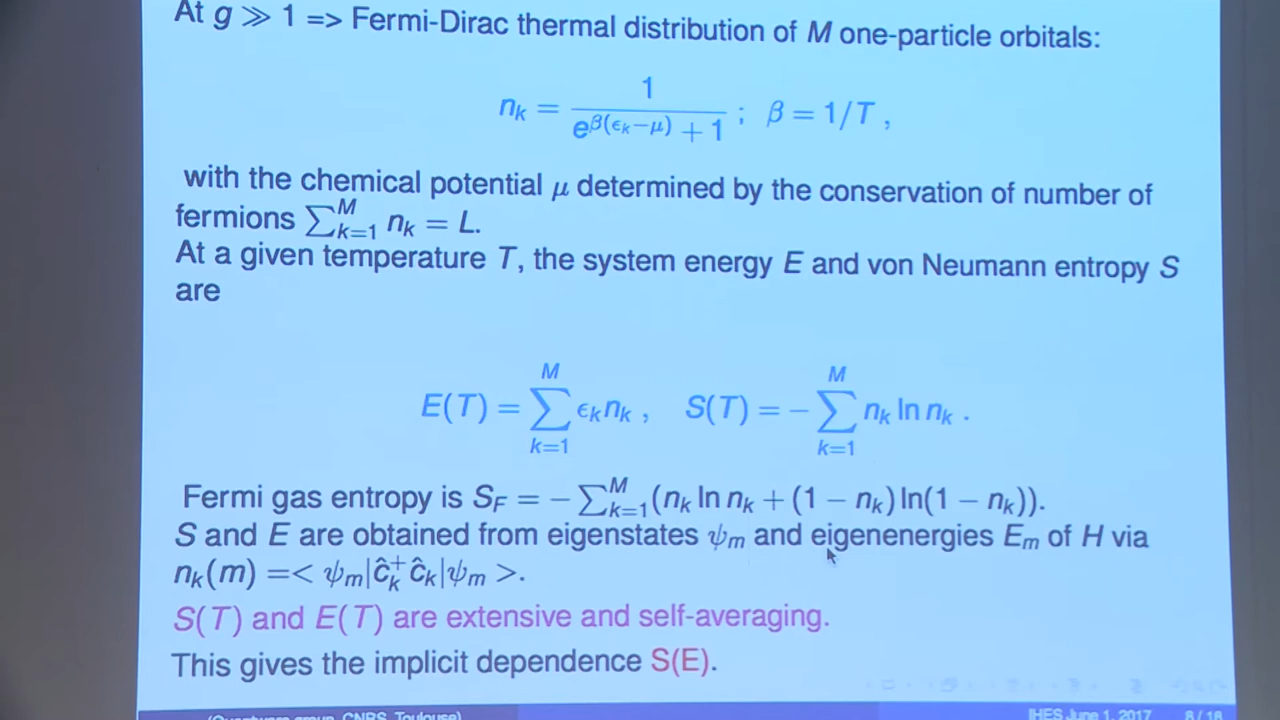 At g ≫ 1 => Fermi-Dirac thermal distribution of M one-particle orbitals:
n_k = 1 / (e^{β(ϵ_k−μ)} + 1) ; β = 1/T ,
with the chemical potential μ determined by the conservation of number of
fermions ∑_{k=1}^{M} n_k = L.
At a given temperature T, the system energy E and von Neumann entropy S
are
E(T) = ∑_{k=1}^{M} ϵ_k n_k , S(T) = − ∑_{k=1}^{M} n_k ln n_k .
Fermi gas entropy is S_F = − ∑_{k=1}^{M} (n_k ln n_k + (1 − n_k) ln(1 − n_k)).
S and E are obtained from eigenstates ψ_m and eigenenergies E_m of H via
n_k(m) =< ψ_m|ĉ_k^+ ĉ_k|ψ_m >.
S(T) and E(T) are extensive and self-averaging.
This gives the implicit dependence S(E).
(Quantware group, CNRS, Toulouse) IHES June 1, 2017 8 / 18